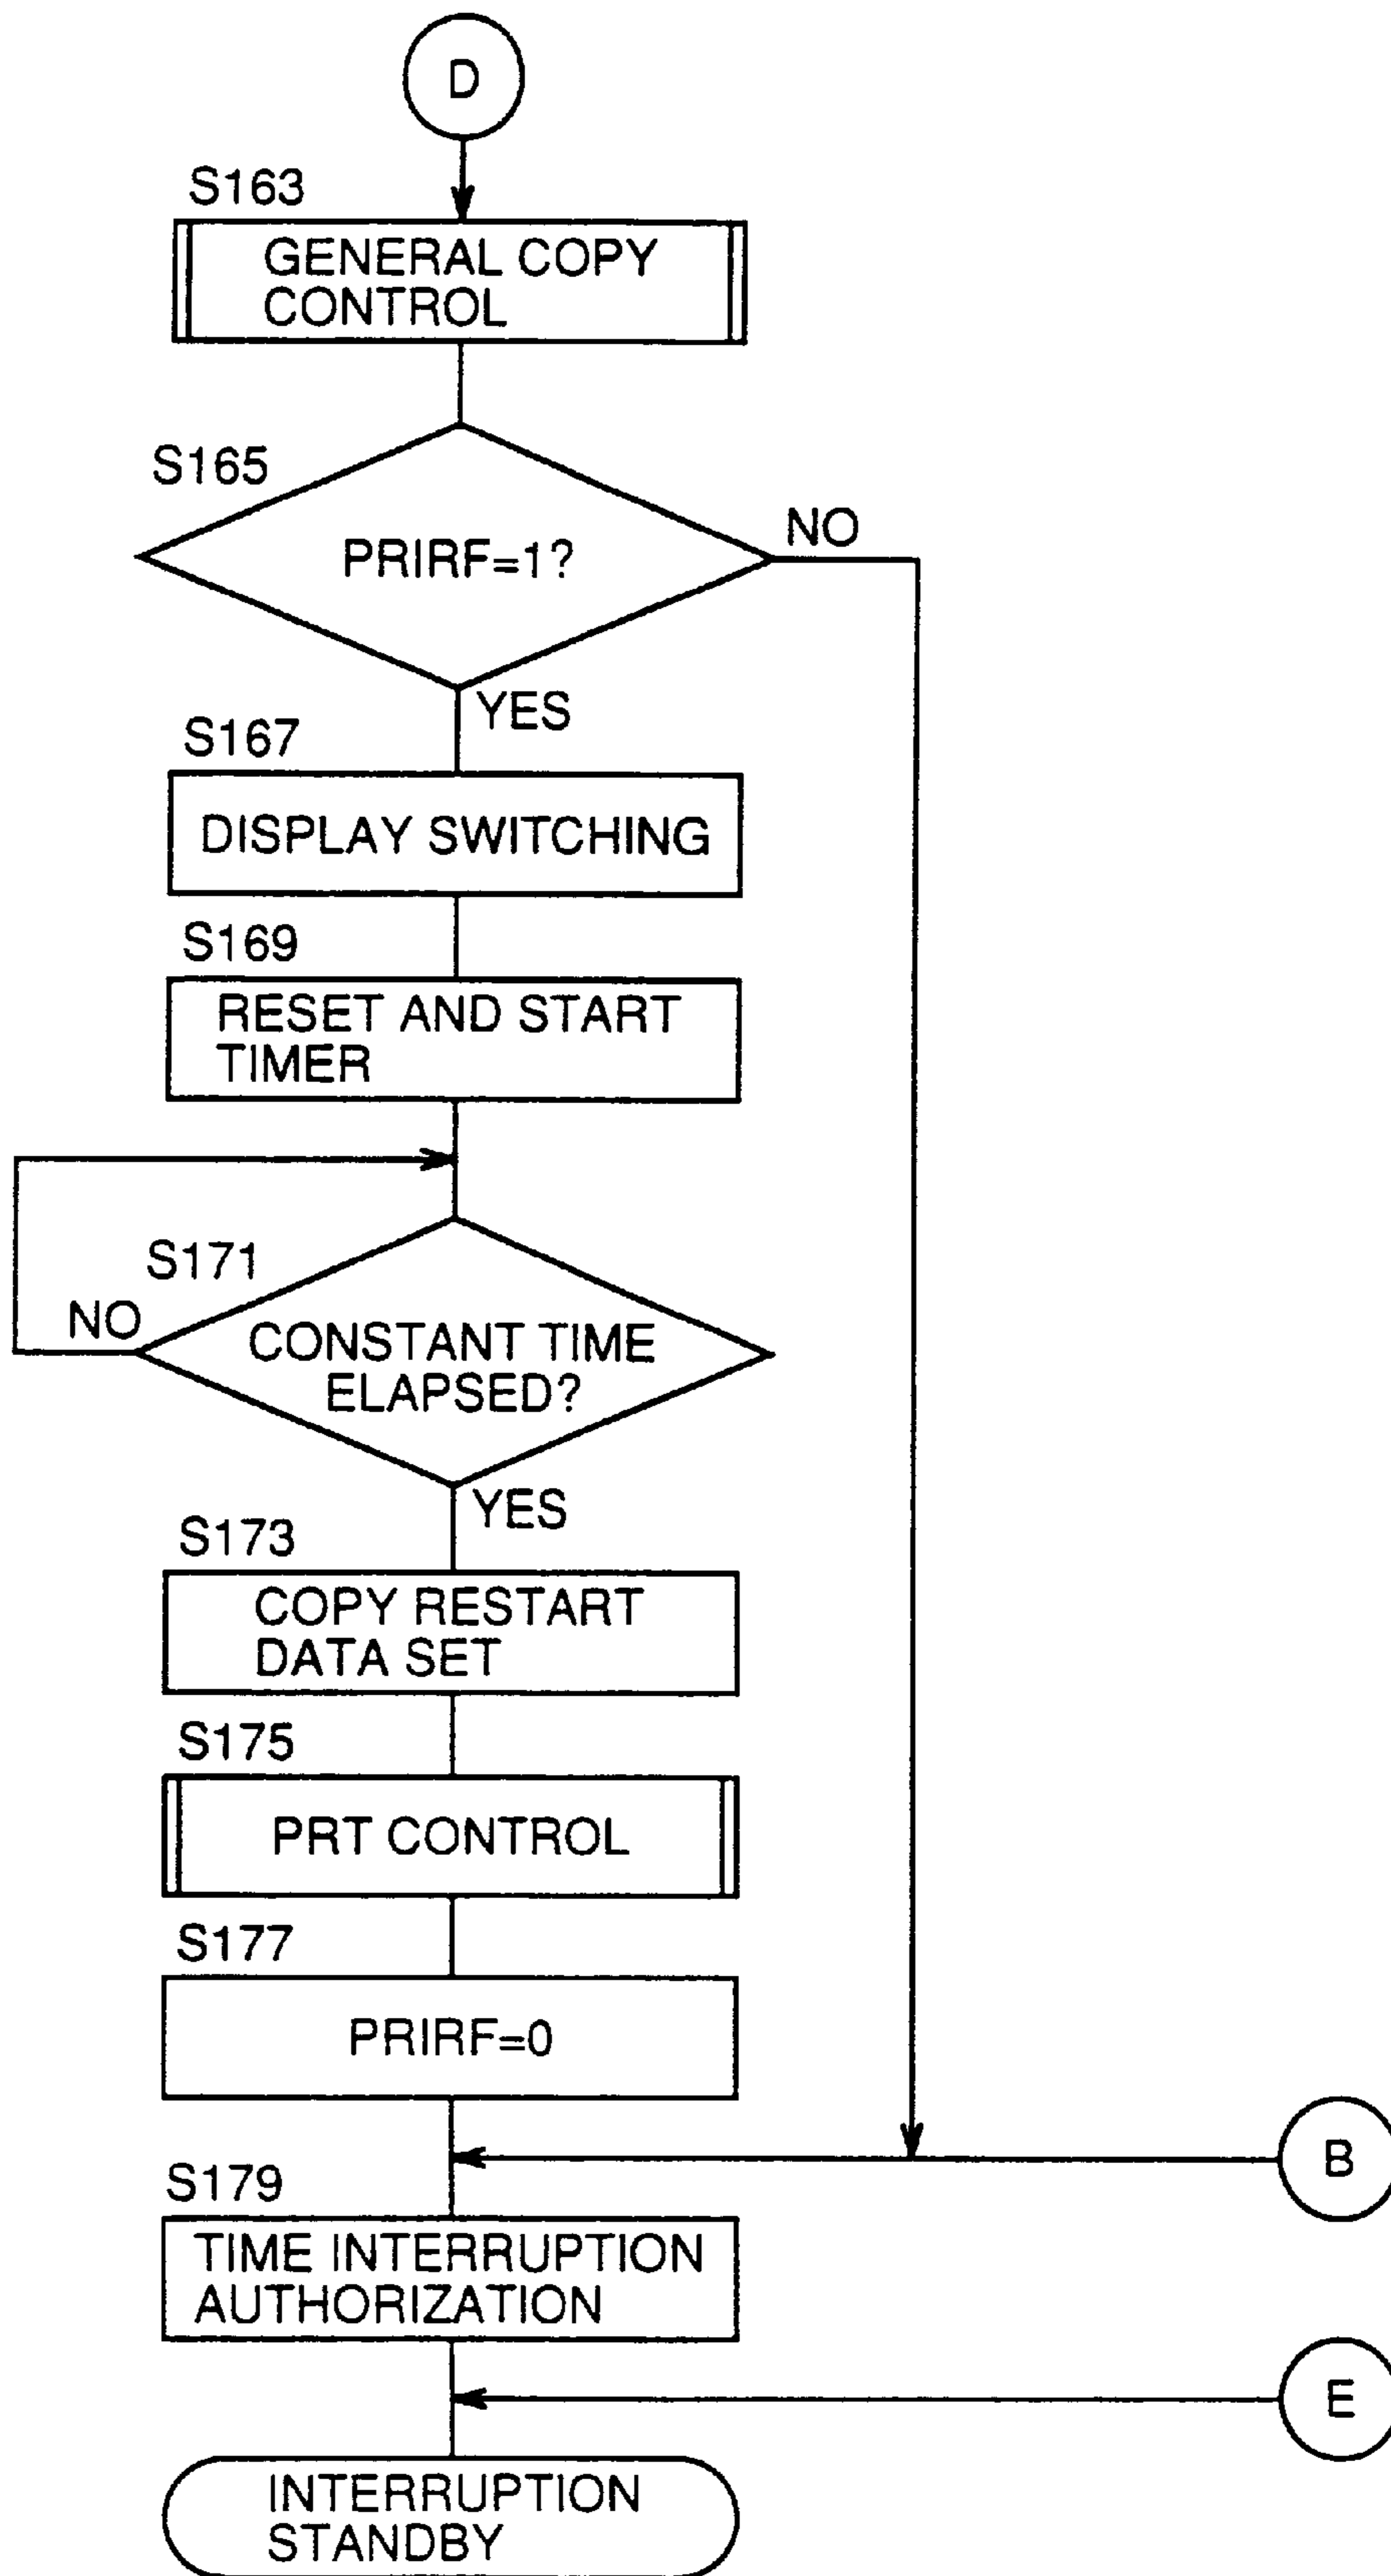 D
S163
GENERAL COPY
CONTROL
S165
PRIRF=1?
NO
YES
S167
DISPLAY SWITCHING
S169
RESET AND START
TIMER
S171
NO
CONSTANT TIME
ELAPSED?
YES
S173
COPY RESTART
DATA SET
S175
PRT CONTROL
S177
PRIRF=0
B
S179
TIME INTERRUPTION
AUTHORIZATION
E
INTERRUPTION
STANDBY